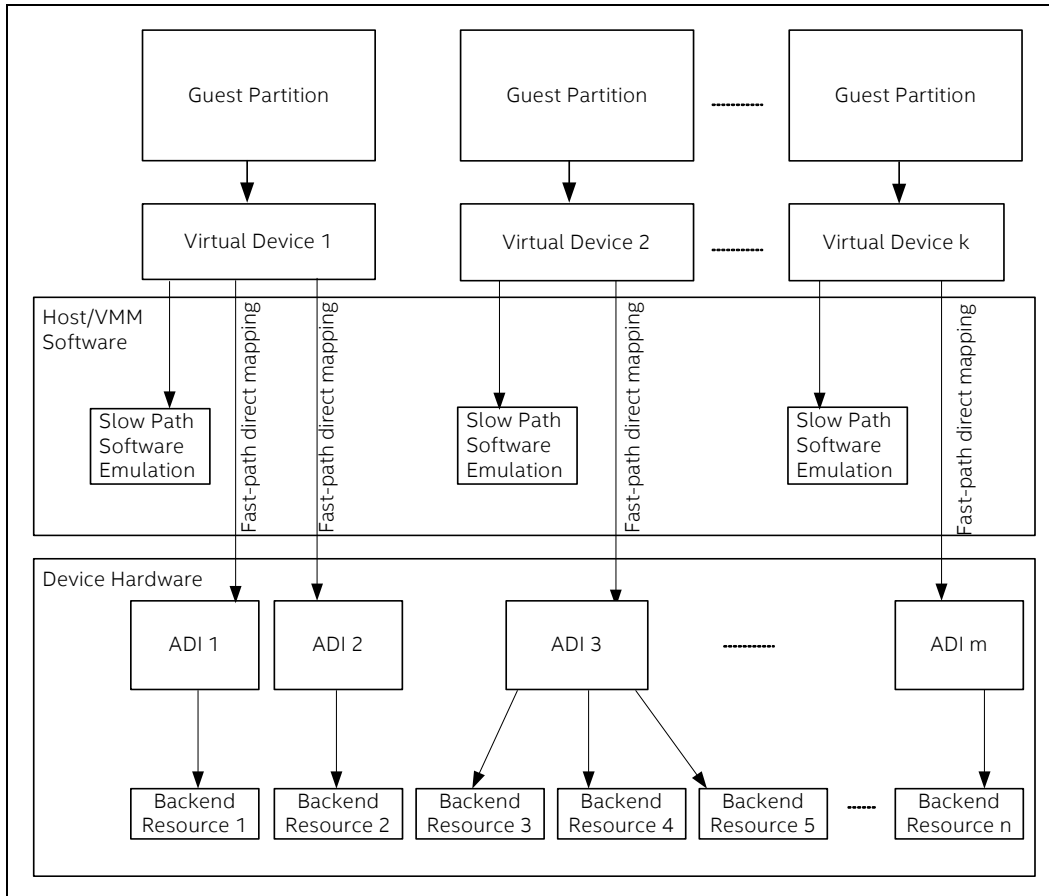 Guest Partition
Guest Partition
Guest Partition
Virtual Device 1
Virtual Device 2
Virtual Device k
Host/VMM
Software
Fast-path direct mapping
Fast-path direct mapping
Fast-path direct mapping
Fast-path direct mapping
Slow Path
Software
Emulation
Slow Path
Software
Emulation
Slow Path
Software
Emulation
Device Hardware
ADI 1
ADI 2
ADI 3
ADI m
Backend
Resource 1
Backend
Resource 2
Backend
Resource 3
Backend
Resource 4
Backend
Resource 5
Backend
Resource n